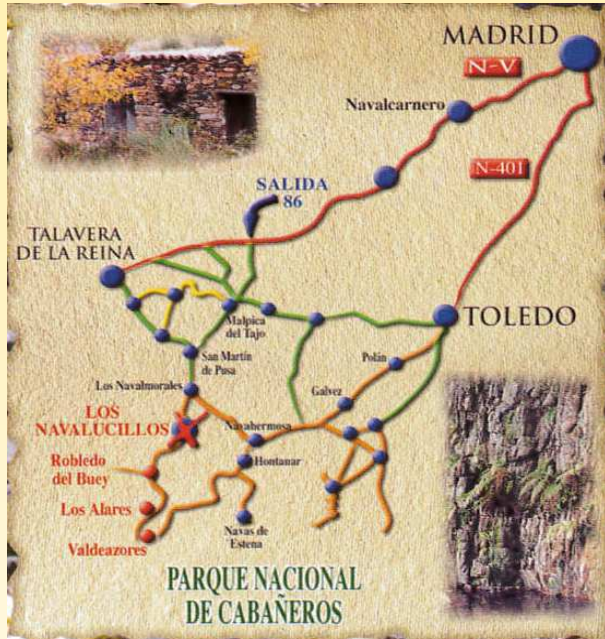 MADRID
N-V
Navalcarnero
N-401
SALIDA
86
TALAVERA
DE LA REINA
Malpica
del Tajo
TOLEDO
San Martín
de Pusa
Polán
Los Navalmorales
Galvez
LOS
NAVALUCILLOS
Navahermosa
Robledo
del Buey
Hontanar
Los Alares
Navas de
Estena
Valdeazores
PARQUE NACIONAL
DE CABAÑEROS